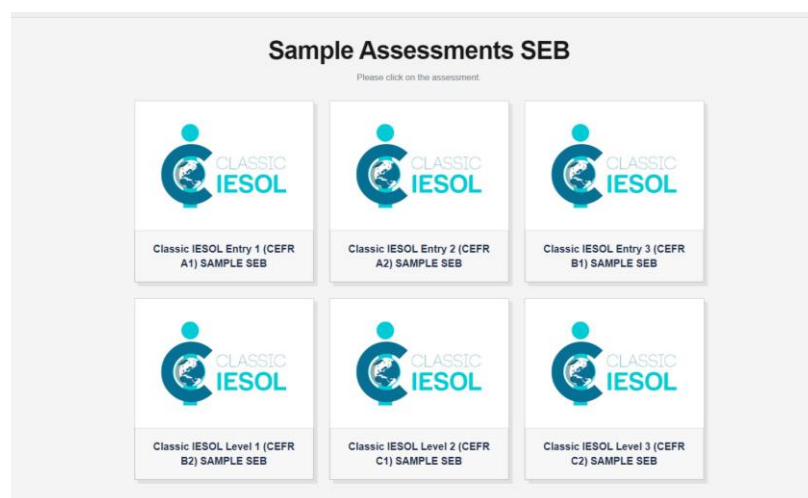 Sample Assessments SEB
Please click on the assessment.
CLASSIC
IESOL
CLASSIC
IESOL
CLASSIC
IESOL
Classic IESOL Entry 1 (CEFR
A1) SAMPLE SEB
Classic IESOL Entry 2 (CEFR
A2) SAMPLE SEB
Classic IESOL Entry 3 (CEFR
B1) SAMPLE SEB
CLASSIC
IESOL
CLASSIC
IESOL
CLASSIC
IESOL
Classic IESOL Level 1 (CEFR
B2) SAMPLE SEB
Classic IESOL Level 2 (CEFR
C1) SAMPLE SEB
Classic IESOL Level 3 (CEFR
C2) SAMPLE SEB